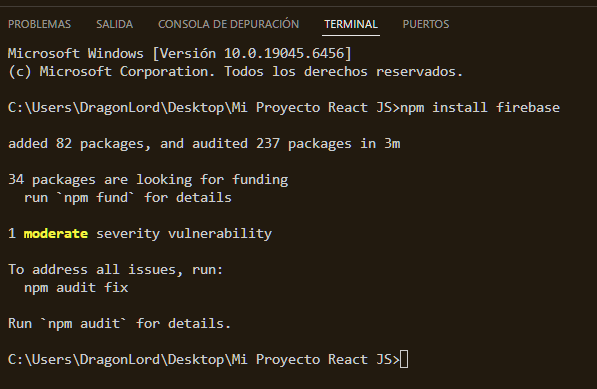 PROBLEMAS SALIDA CONSOLA DE DEPURACIÓN TERMINAL PUERTOS
Microsoft Windows [Versión 10.0.19045.6456]
(c) Microsoft Corporation. Todos los derechos reservados.
C:\Users\DragonLord\Desktop\Mi Proyecto React JS>npm install firebase
added 82 packages, and audited 237 packages in 3m
34 packages are looking for funding
  run `npm fund` for details
1 moderate severity vulnerability
To address all issues, run:
  npm audit fix
Run `npm audit` for details.
C:\Users\DragonLord\Desktop\Mi Proyecto React JS>